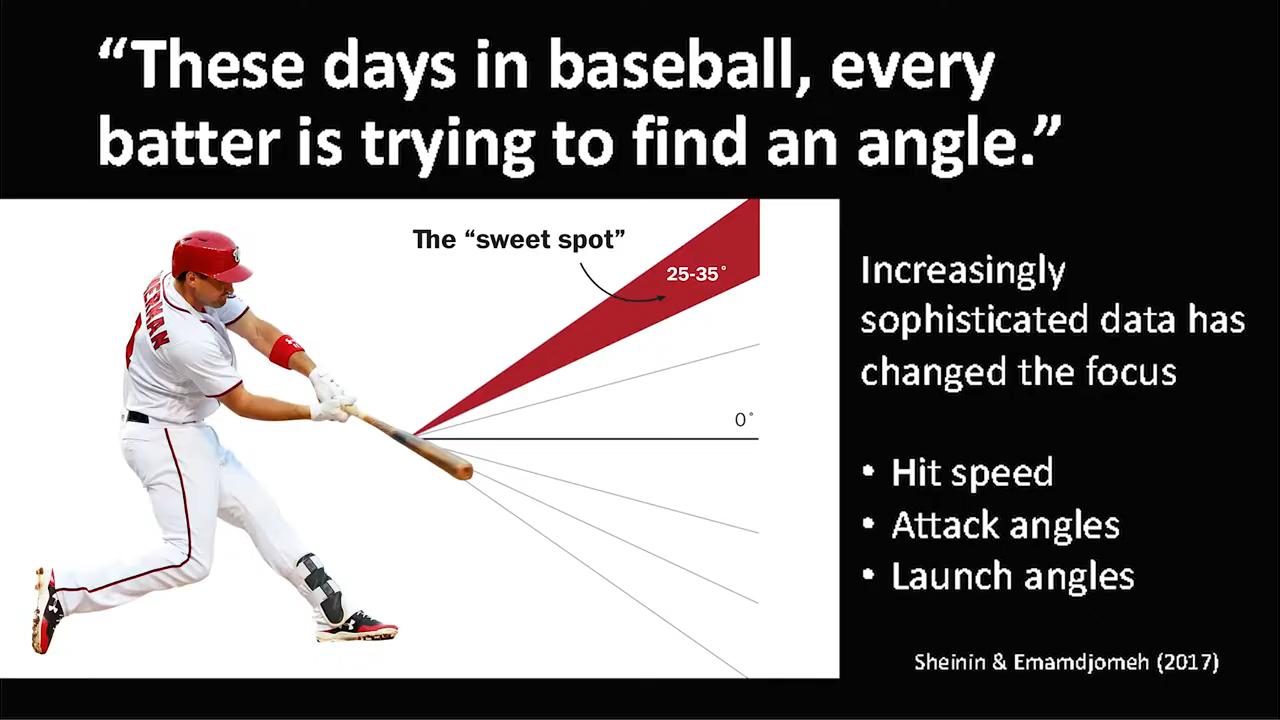 “These days in baseball, every
batter is trying to find an angle.”
The “sweet spot”
25-35°
0°
Increasingly
sophisticated data has
changed the focus
• Hit speed
• Attack angles
• Launch angles
Sheinin & Emamdjomeh (2017)